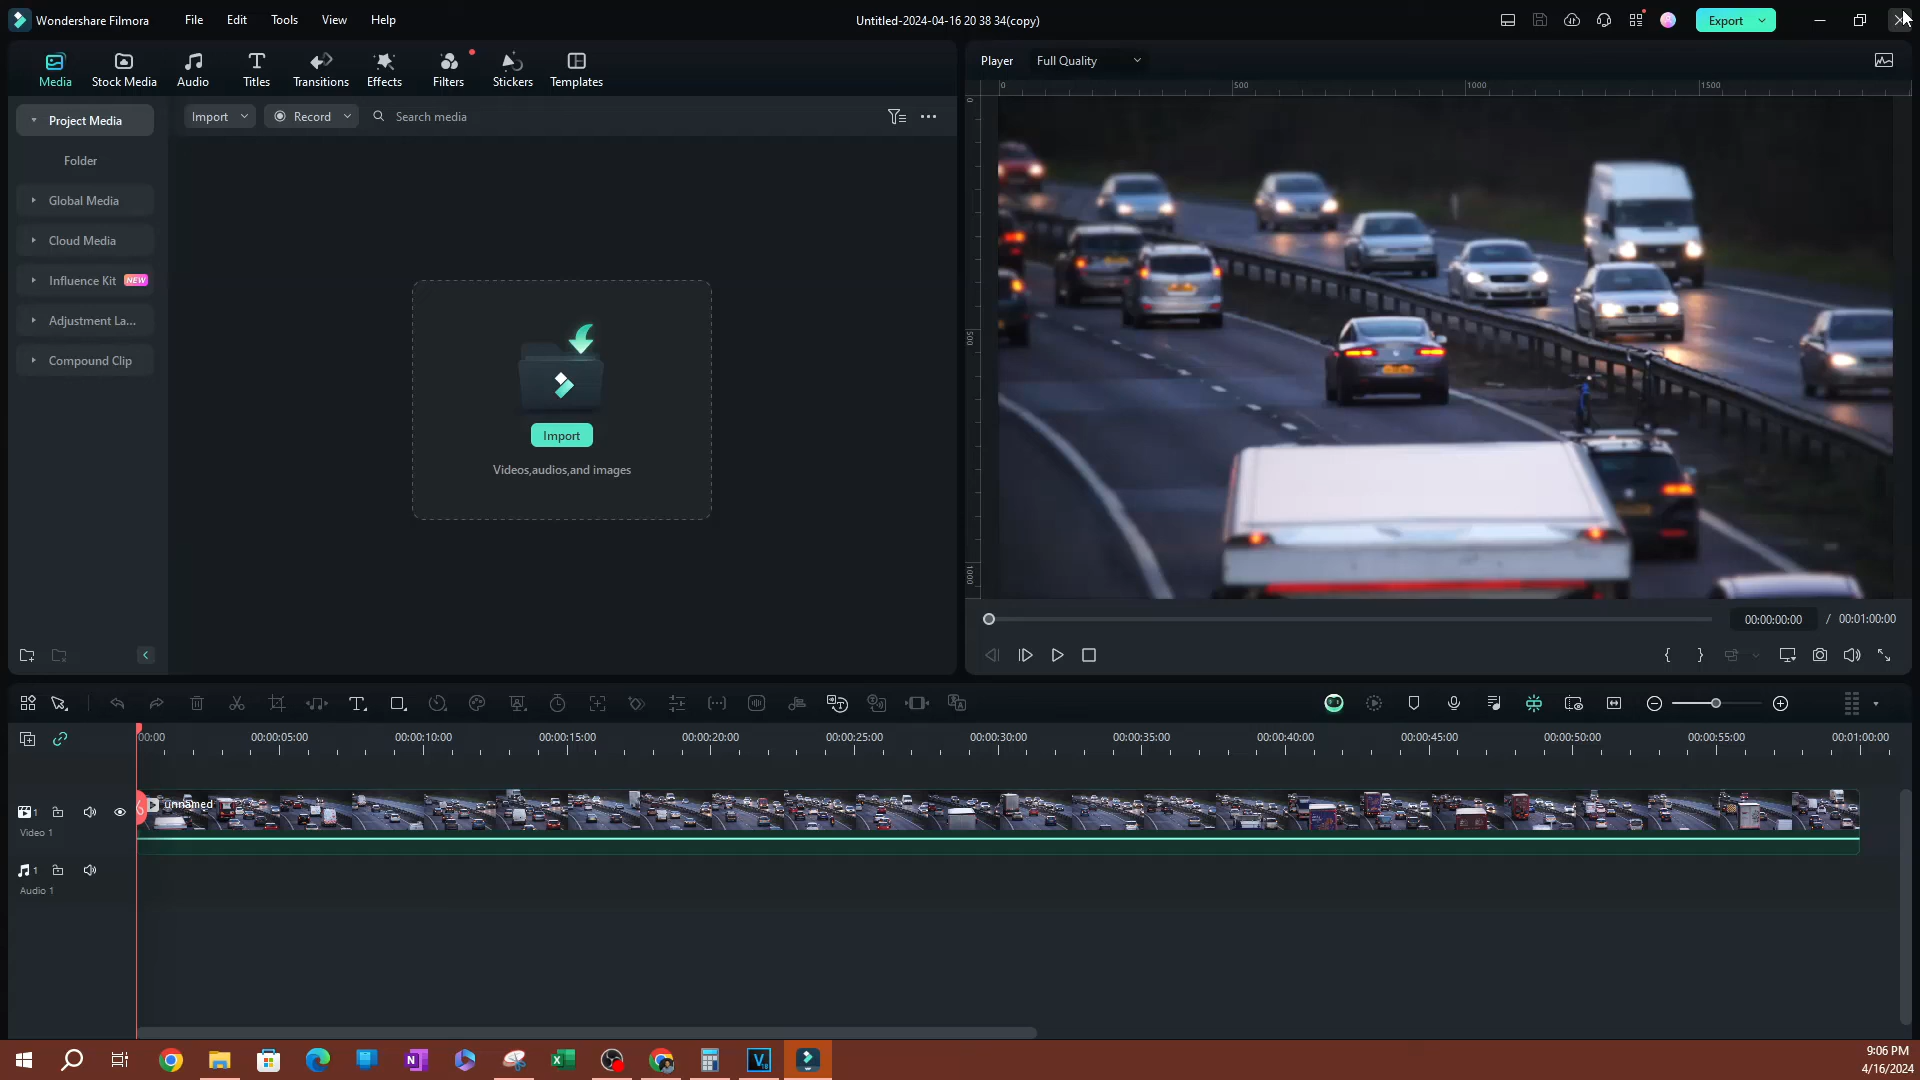 Wondershare Filmora File Edit Tools View Help Untitled-2024-04-16 20 38 34(copy) Export
Media Stock Media Audio Titles Transitions Effects Filters Stickers Templates
Player Full Quality
Project Media
Folder
Global Media
Cloud Media
Influence Kit NEW
Adjustment La...
Compound Clip
Import Record Search media
Import
Videos,audios,and images
0 500 1000 1500
0
500
1000
00:00:00:00 / 00:01:00:00
00:00 00:00:05:00 00:00:10:00 00:00:15:00 00:00:20:00 00:00:25:00 00:00:30:00 00:00:35:00 00:00:40:00 00:00:45:00 00:00:50:00 00:00:55:00 00:01:00:00
1 unnamed
Video 1
1
Audio 1
9:06 PM
4/16/2024